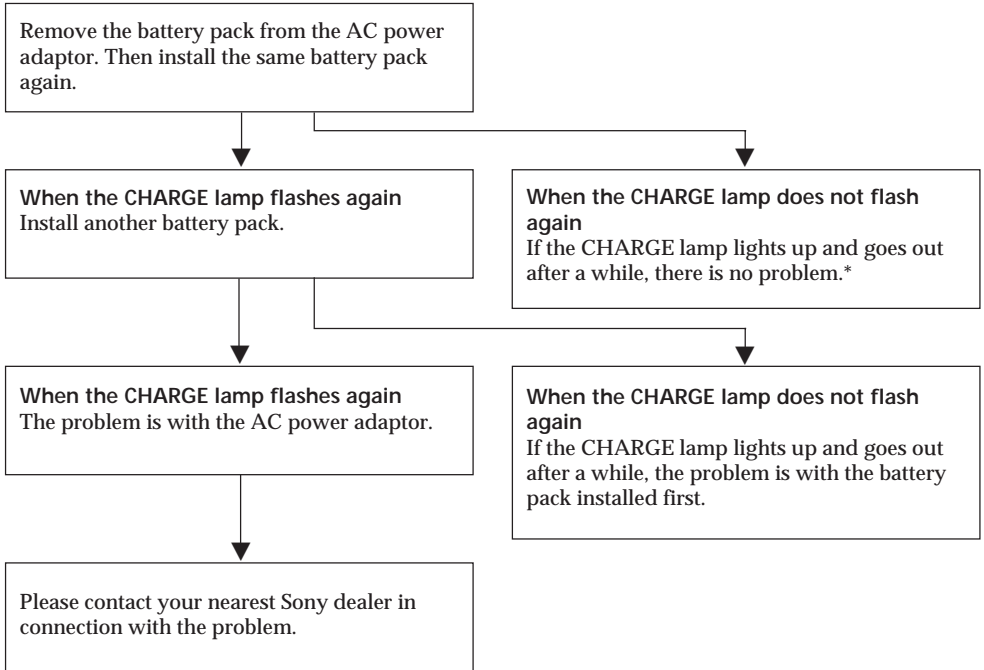 Remove the battery pack from the AC power
adaptor. Then install the same battery pack
again.
When the CHARGE lamp flashes again
Install another battery pack.
When the CHARGE lamp does not flash
again
If the CHARGE lamp lights up and goes out
after a while, there is no problem.*
When the CHARGE lamp flashes again
The problem is with the AC power adaptor.
When the CHARGE lamp does not flash
again
If the CHARGE lamp lights up and goes out
after a while, the problem is with the battery
pack installed first.
Please contact your nearest Sony dealer in
connection with the problem.